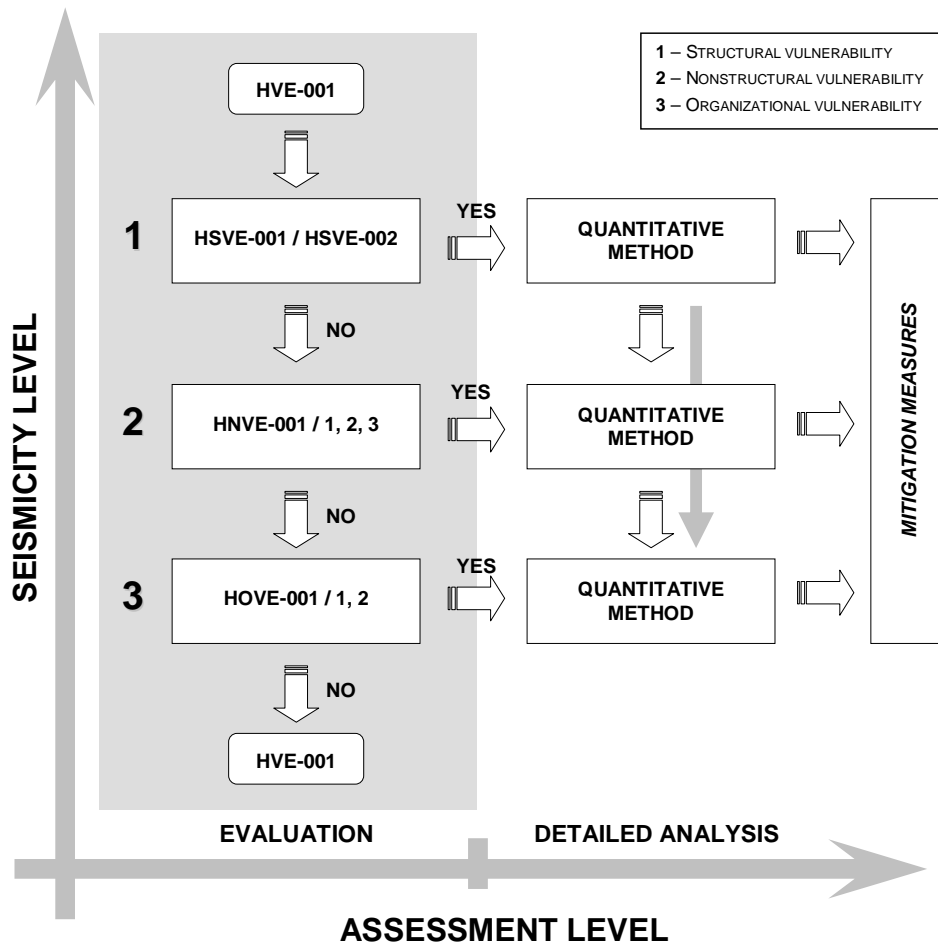 1 – STRUCTURAL VULNERABILITY
2 – NONSTRUCTURAL VULNERABILITY
3 – ORGANIZATIONAL VULNERABILITY
HVE-001
1
HSVE-001 / HSVE-002
YES
QUANTITATIVE
METHOD
NO
2
HNVE-001 / 1, 2, 3
YES
QUANTITATIVE
METHOD
NO
3
HOVE-001 / 1, 2
YES
QUANTITATIVE
METHOD
NO
HVE-001
MITIGATION MEASURES
SEISMICITY LEVEL
EVALUATION
DETAILED ANALYSIS
ASSESSMENT LEVEL